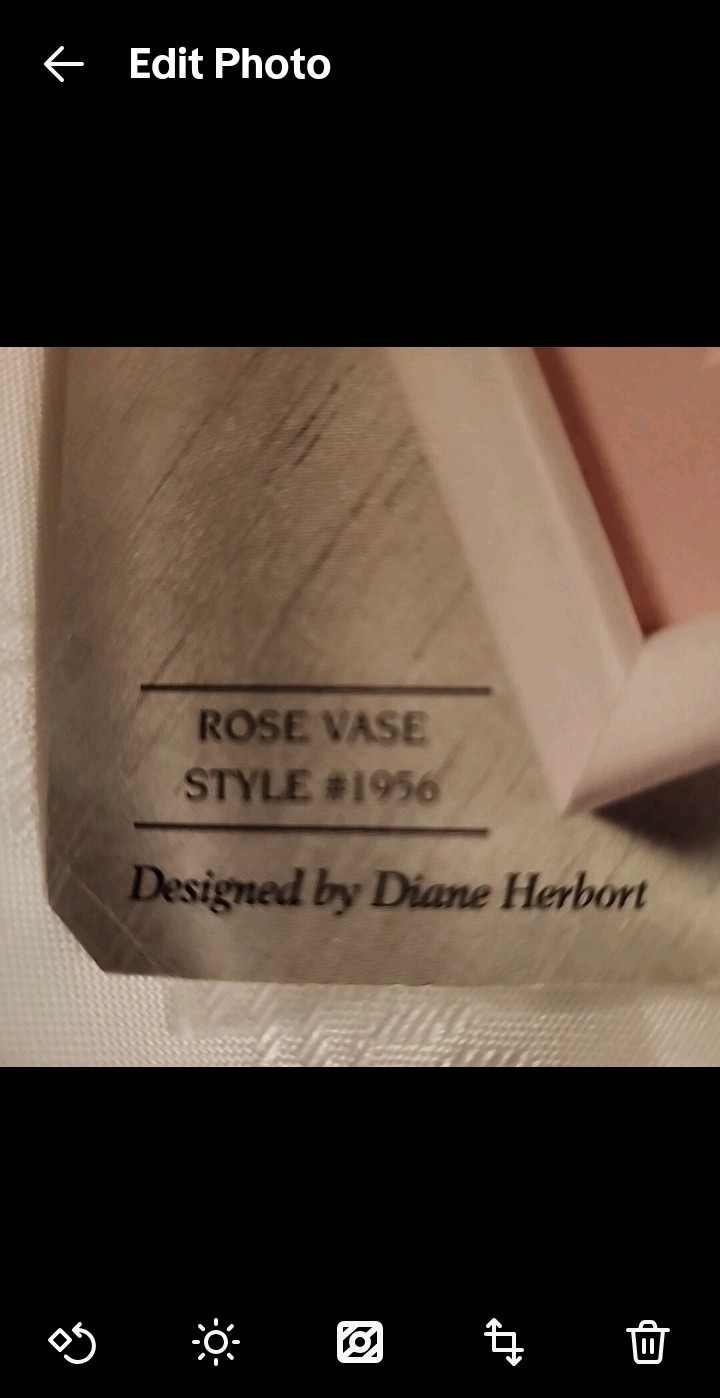 Edit Photo
ROSE VASE
STYLE #1956
Designed by Diane Herbort